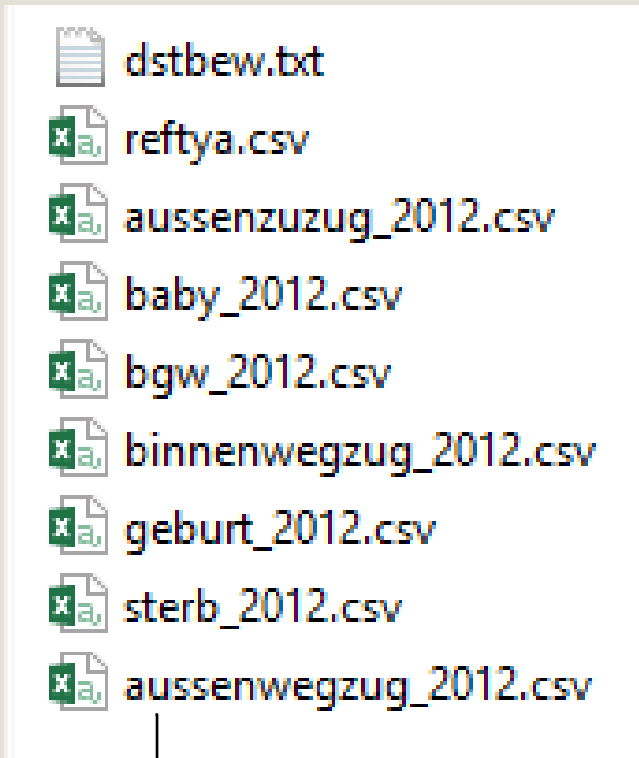 dstbew.txt
reftya.csv
aussenzuzug_2012.csv
baby_2012.csv
bgw_2012.csv
binnenwegzug_2012.csv
geburt_2012.csv
sterb_2012.csv
aussenwegzug_2012.csv